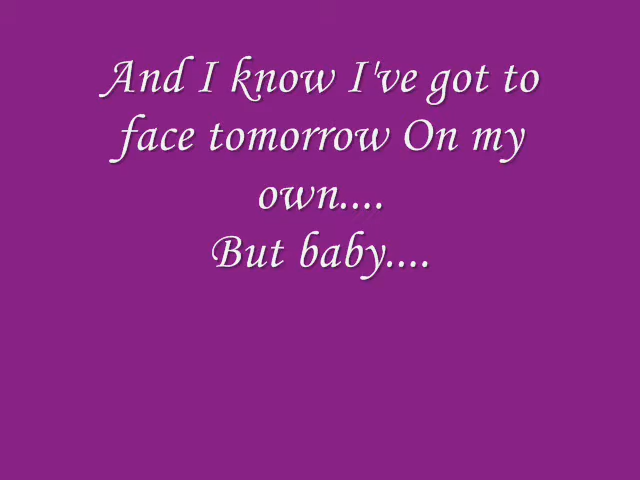 And I know I've got to
face tomorrow On my
own....
But baby....